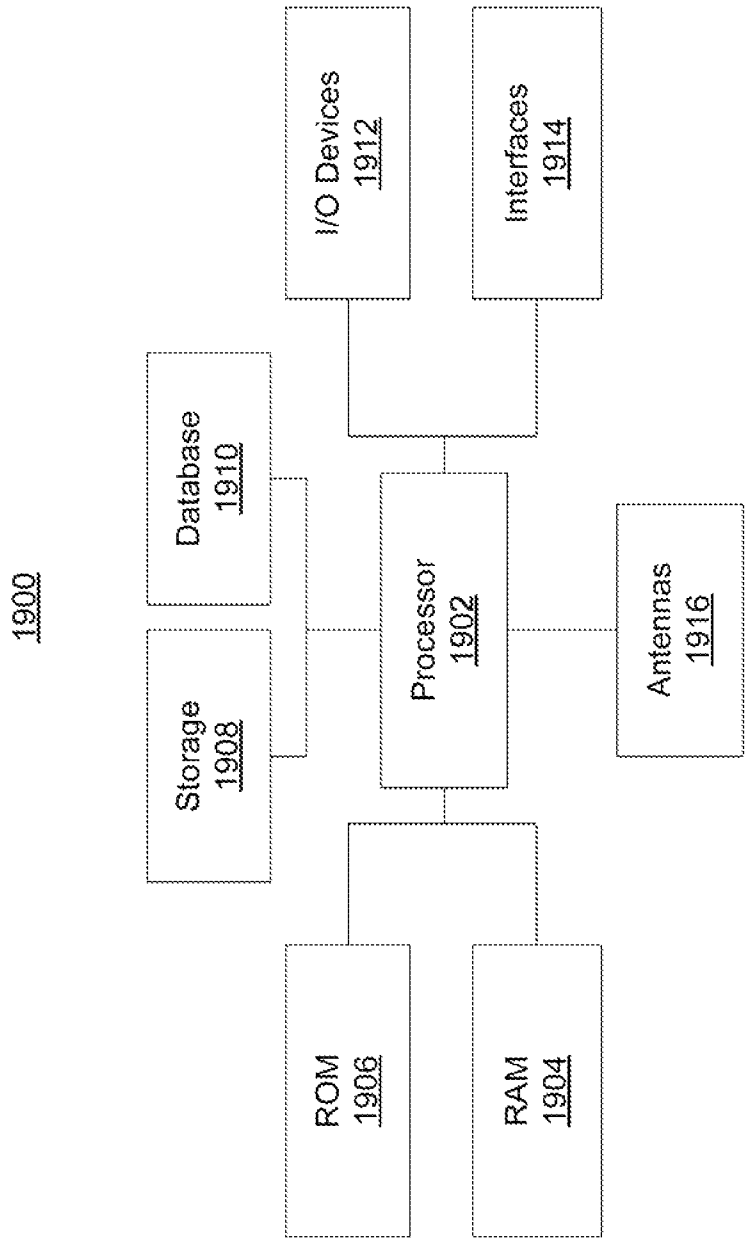 1900
Storage
1908
Database
1910
ROM
1906
I/O Devices
1912
Processor
1902
RAM
1904
Interfaces
1914
Antennas
1916